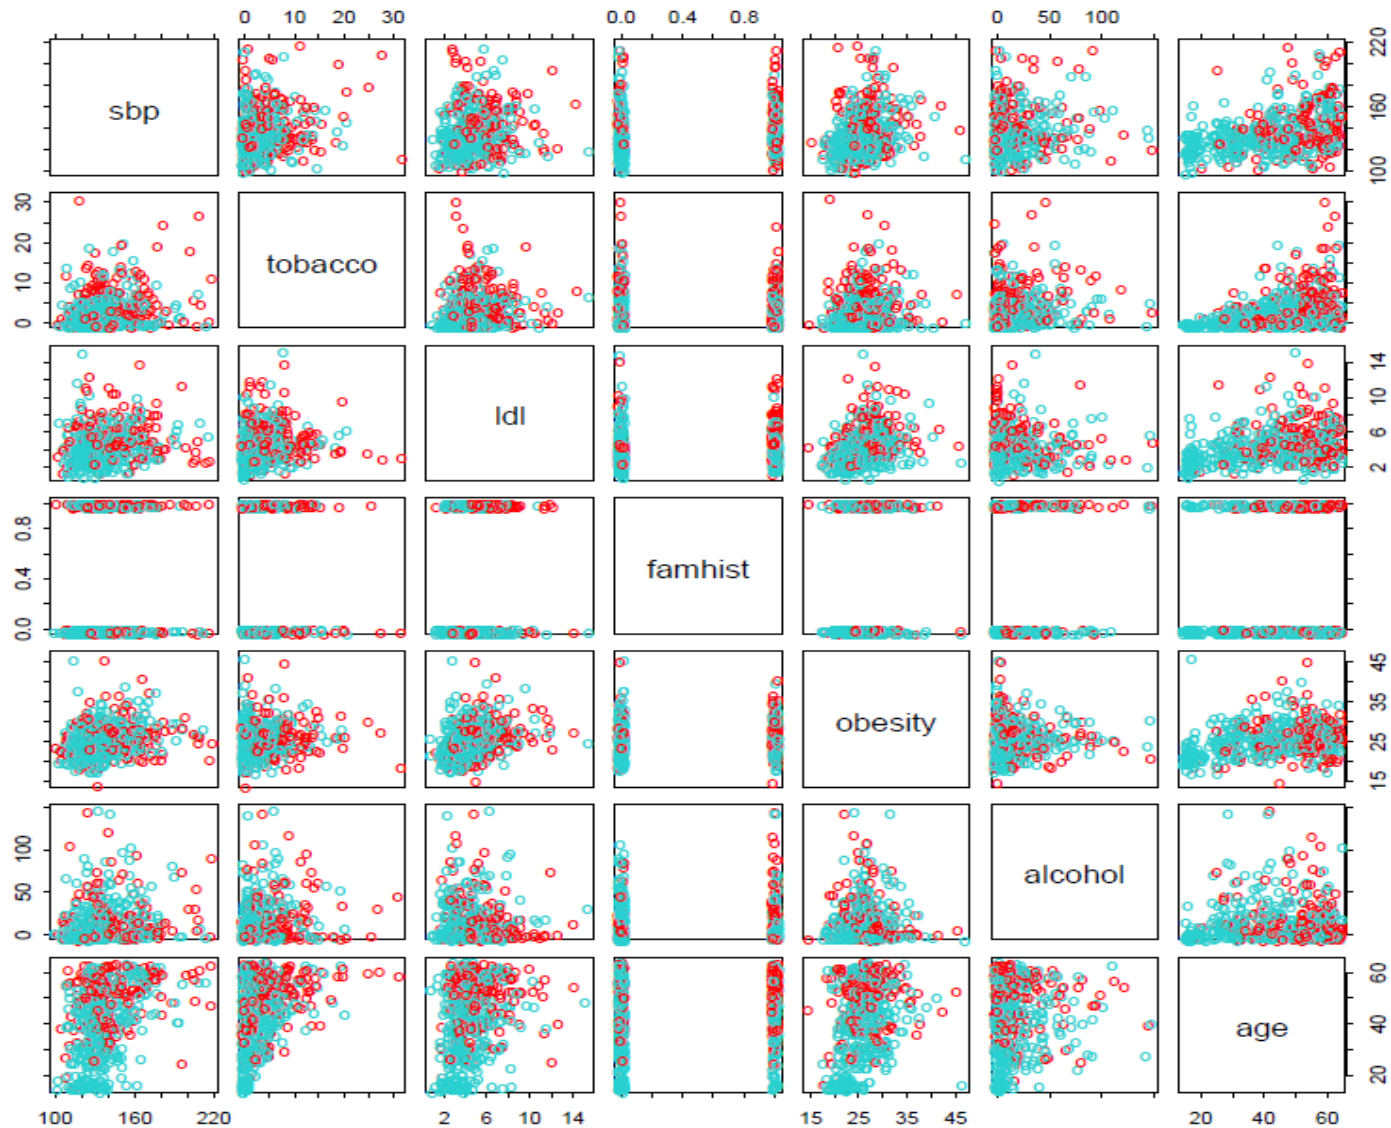 0 10 20 30 0.0 0.4 0.8 0 50 100
sbp 100 160 220
0 10 20 30 tobacco
ldl 2 6 10 14
0.0 0.4 0.8 famhist
obesity 15 25 35 45
0 50 100 alcohol
age 20 40 60
100 160 220 2 6 10 14 15 25 35 45 20 40 60